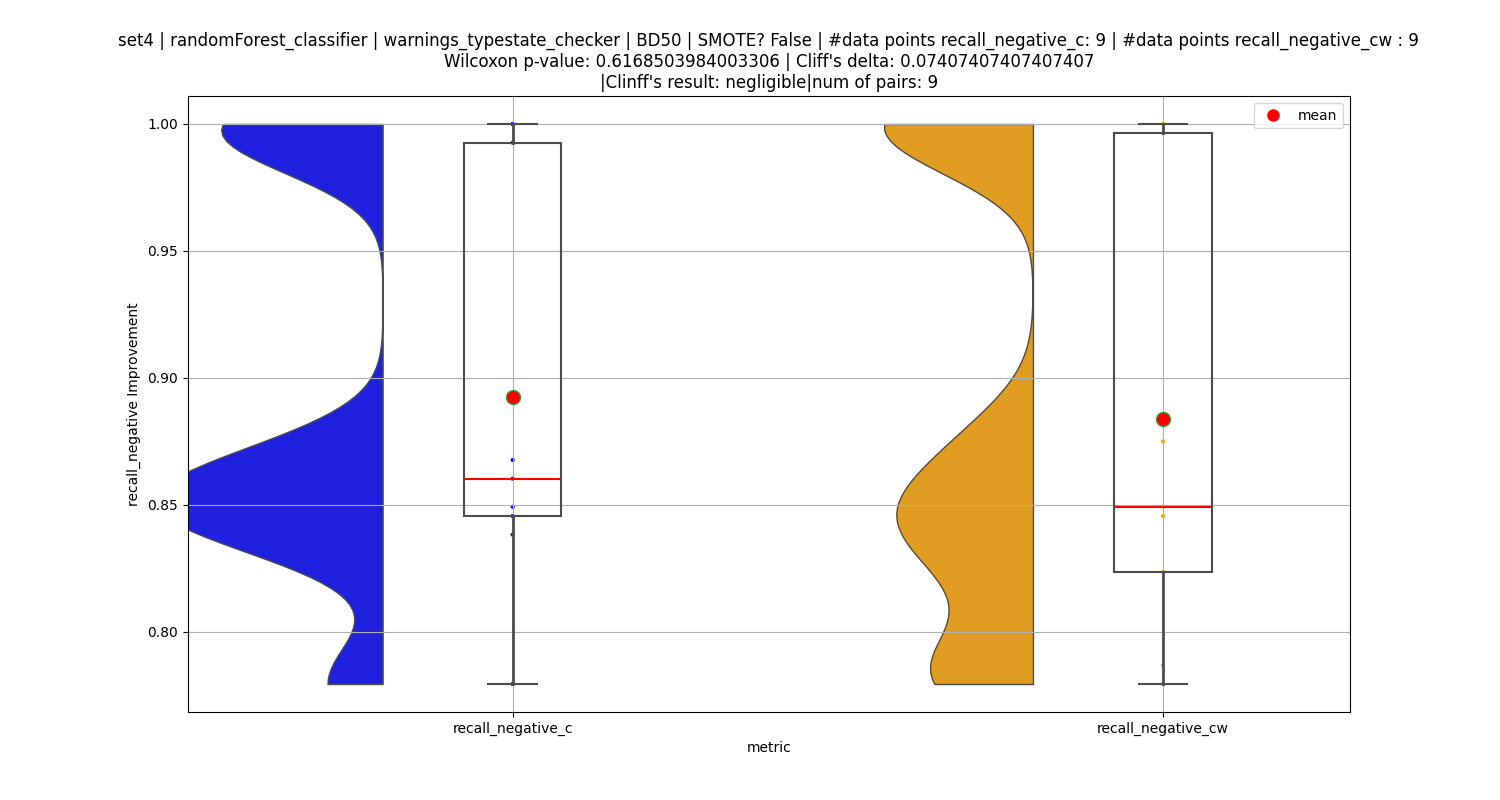 set4 | randomForest_classifier | warnings_typestate_checker | BD50 | SMOTE? False | #data points recall_negative_c: 9 | #data points recall_negative_cw : 9
Wilcoxon p-value: 0.6168503984003306 | Cliff's delta: 0.07407407407407407
|Clinff's result: negligible|num of pairs: 9
mean
1.00
0.95
0.90
0.85
0.80
recall_negative Improvement
recall_negative_c
recall_negative_cw
metric